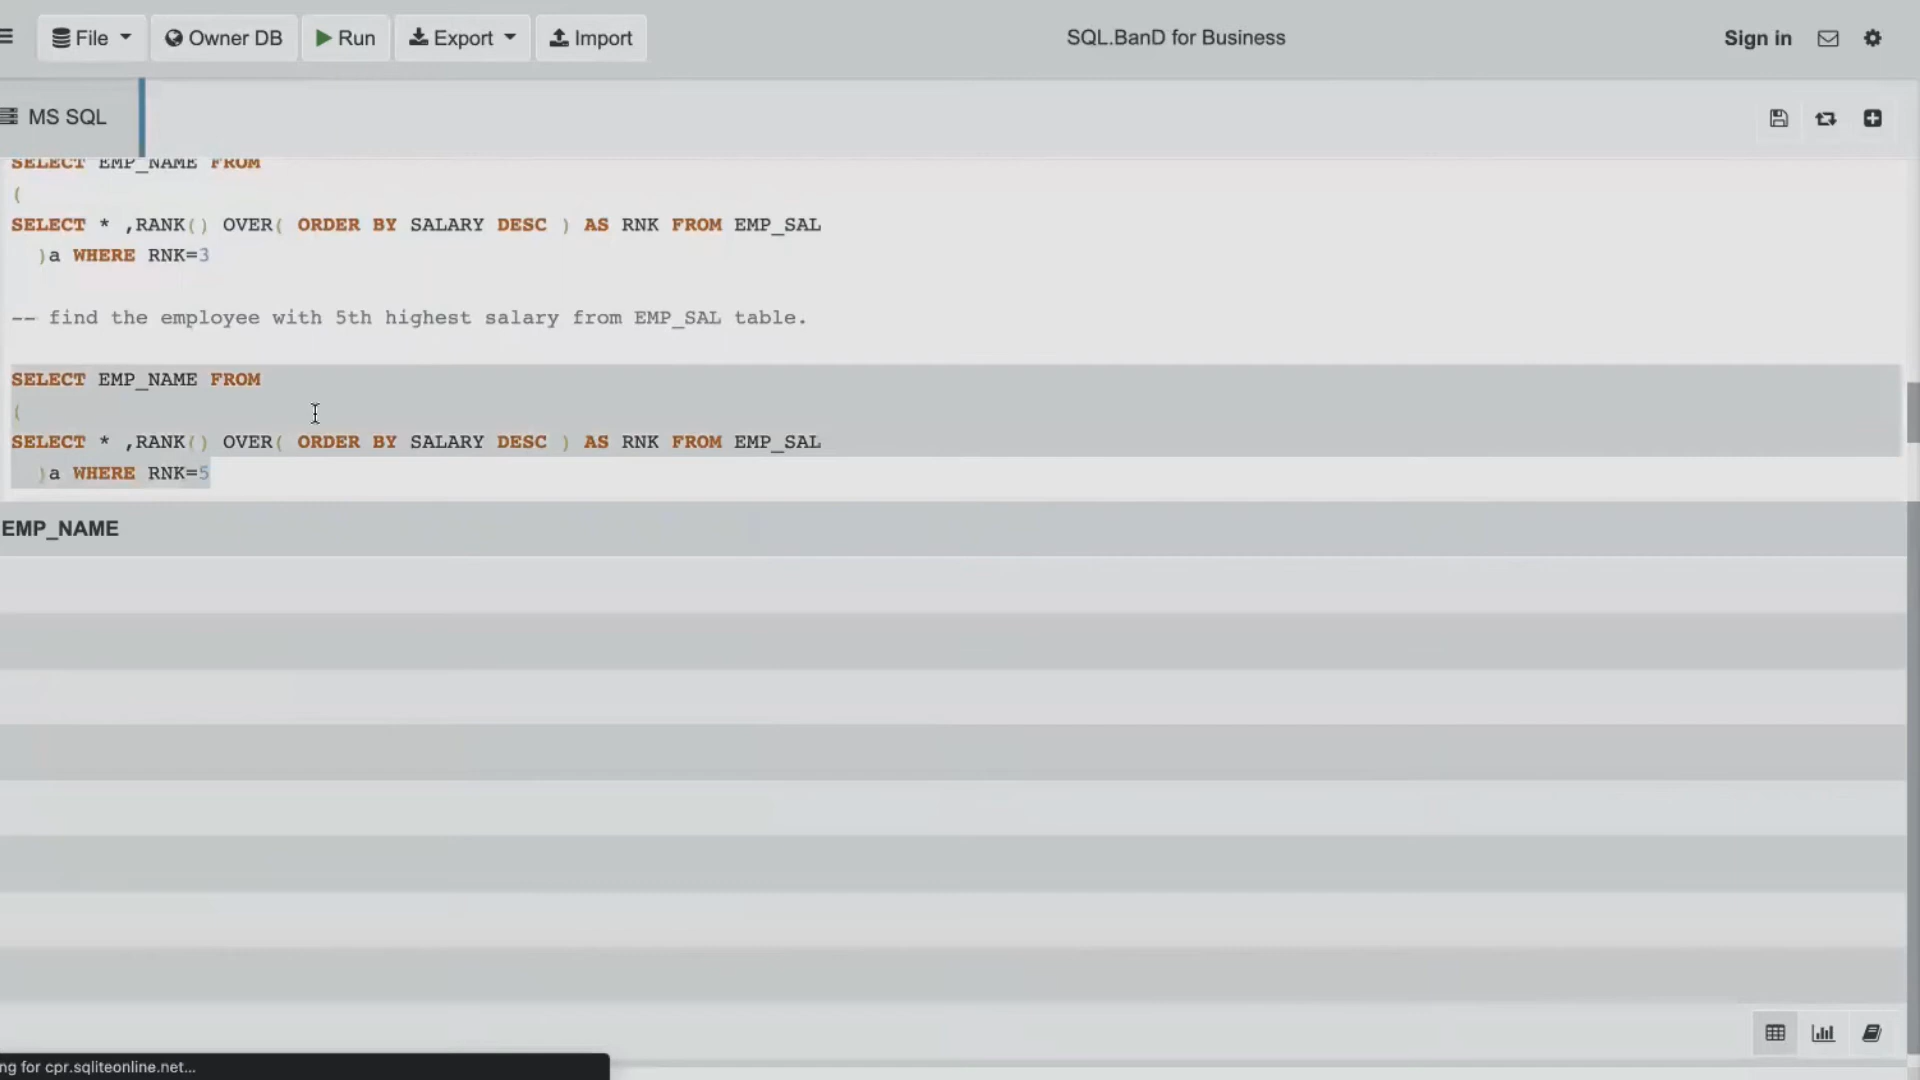 File Owner DB Run Export Import SQL.BanD for Business Sign in
MS SQL
SELECT EMP_NAME FROM
(
SELECT * ,RANK() OVER( ORDER BY SALARY DESC ) AS RNK FROM EMP_SAL
)a WHERE RNK=3
-- find the employee with 5th highest salary from EMP_SAL table.
SELECT EMP_NAME FROM
(
SELECT * ,RANK() OVER( ORDER BY SALARY DESC ) AS RNK FROM EMP_SAL
)a WHERE RNK=5
EMP_NAME
ng for cpr.sqliteonline.net...